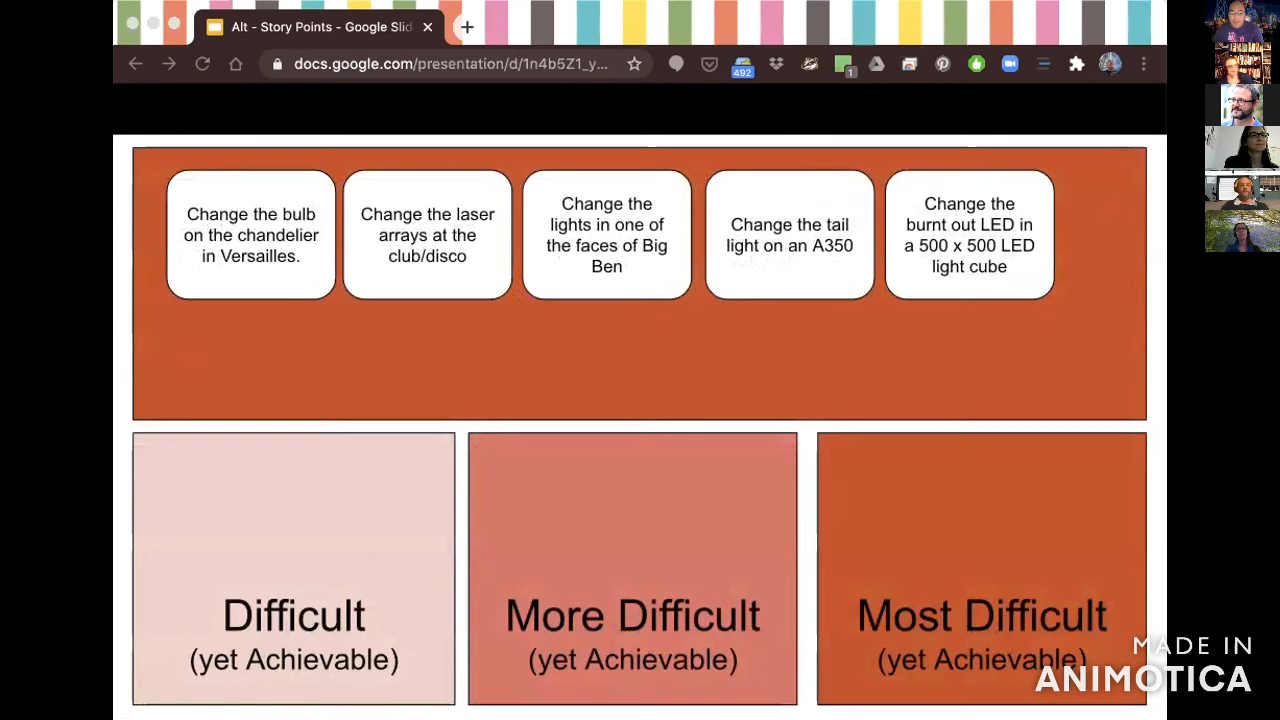 Alt - Story Points - Google Slid
docs.google.com/presentation/d/1n4b5Z1_y...
492
1
Change the bulb
on the chandelier
in Versailles.
Change the laser
arrays at the
club/disco
Change the
lights in one of
the faces of Big
Ben
Change the tail
light on an A350
Change the
burnt out LED in
a 500 x 500 LED
light cube
Difficult
(yet Achievable)
More Difficult
(yet Achievable)
Most Difficult
(yet Achievable)
MADE IN
ANIMOTICA